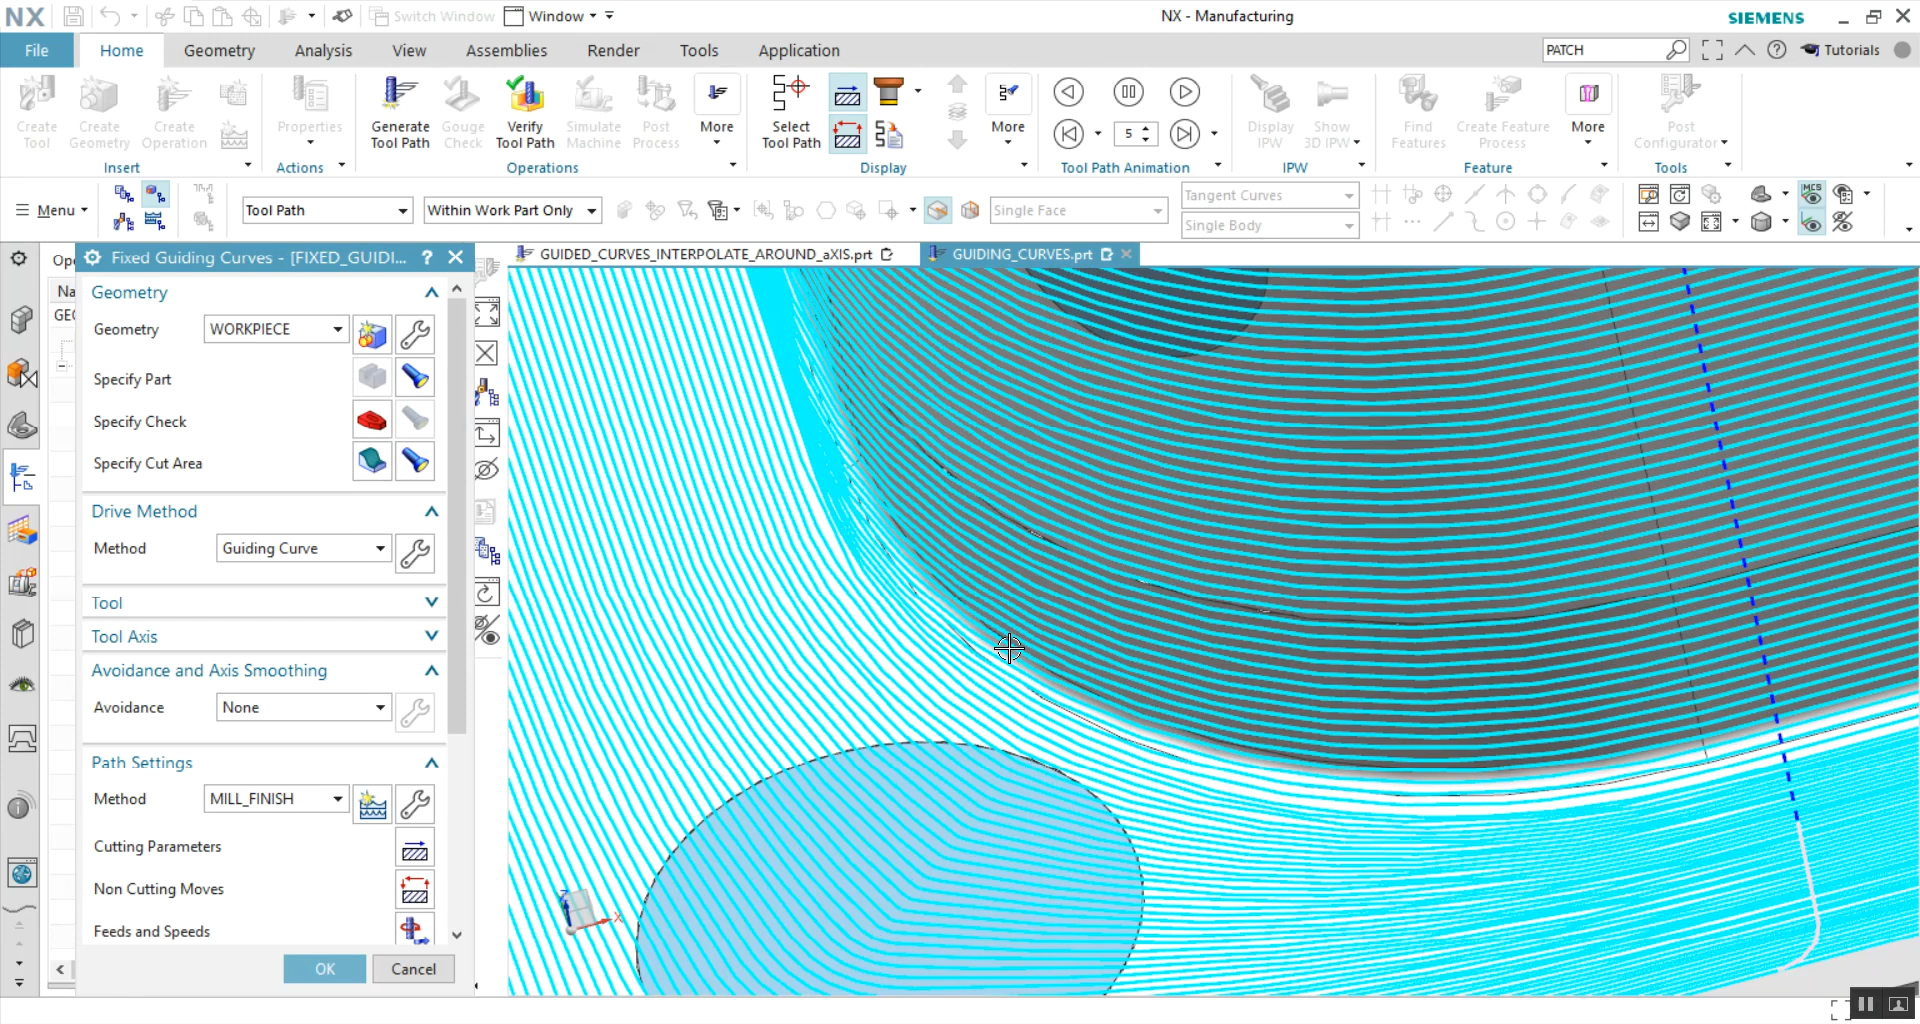 NX
Switch Window
Window
NX - Manufacturing
SIEMENS
File
Home
Geometry
Analysis
View
Assemblies
Render
Tools
Application
PATCH
Tutorials
Create Tool
Create Geometry
Create Operation
Properties
Generate Tool Path
Gouge Check
Verify Tool Path
Simulate Machine
Post Process
More
Select Tool Path
More
5
Display IPW
Show 3D IPW
Find Features
Create Feature Process
More
Post Configurator
Insert
Actions
Operations
Display
Tool Path Animation
IPW
Feature
Tools
Menu
Tool Path
Within Work Part Only
Single Face
Tangent Curves
Single Body
MCS
Fixed Guiding Curves - [FIXED_GUIDI...
?
GUIDED_CURVES_INTERPOLATE_AROUND_aXIS.prt
GUIDING_CURVES.prt
Ope
Na
GEO
Geometry
Geometry
WORKPIECE
Specify Part
Specify Check
Specify Cut Area
Drive Method
Method
Guiding Curve
Tool
Tool Axis
Avoidance and Axis Smoothing
Avoidance
None
Path Settings
Method
MILL_FINISH
Cutting Parameters
Non Cutting Moves
Feeds and Speeds
OK
Cancel
Z
X